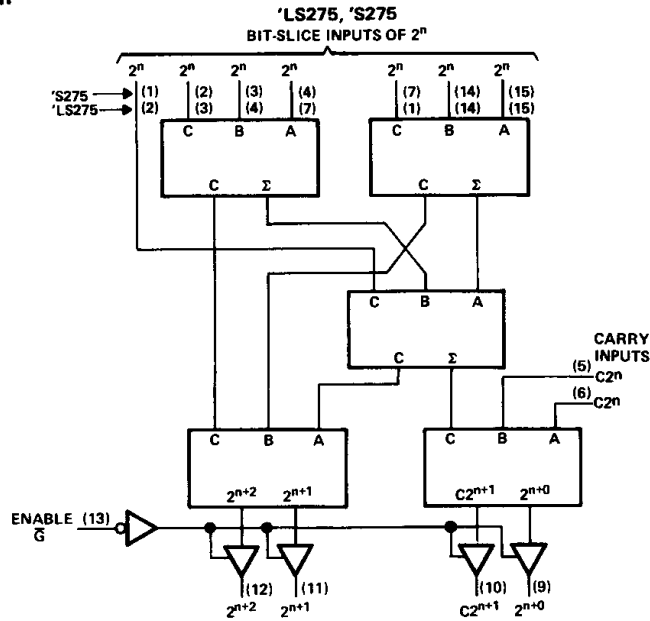 'LS275, 'S275
BIT-SLICE INPUTS OF 2ⁿ
2ⁿ 2ⁿ 2ⁿ 2ⁿ 2ⁿ 2ⁿ 2ⁿ
'S275 (1) (2) (3) (4) (7) (14) (15)
'LS275 (2) (3) (4) (7) (1) (14) (15)
C B A C B A
C Σ C Σ
C B A
C Σ
CARRY
INPUTS
(5) C2ⁿ
(6) C2ⁿ
C B A C B A
2ⁿ⁺² 2ⁿ⁺¹ C2ⁿ⁺¹ 2ⁿ⁺⁰
ENABLE (13)
G̅
(12) (11) (10) (9)
2ⁿ⁺² 2ⁿ⁺¹ C2ⁿ⁺¹ 2ⁿ⁺⁰